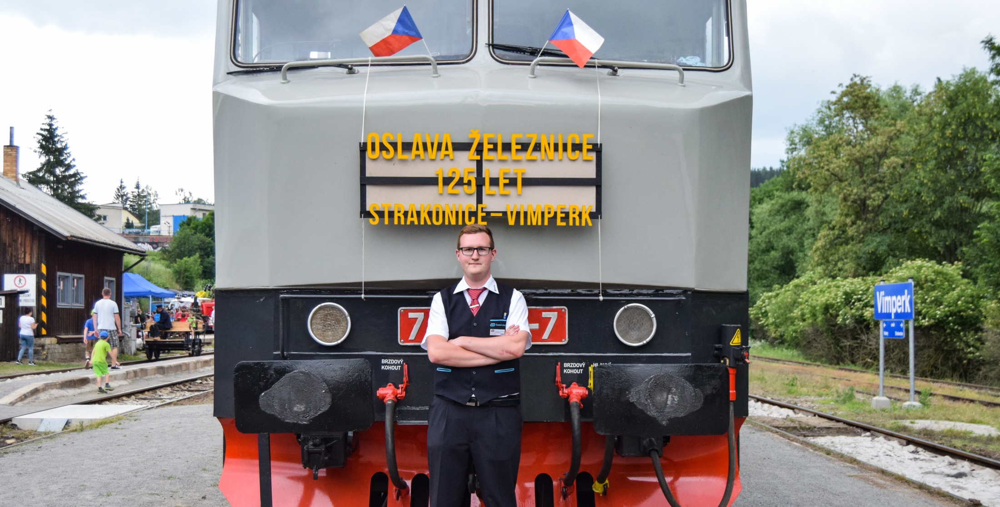 OSLAVA ŽELEZNICE
125 LET
STRAKONICE–VIMPERK
7
-7
BRZDOVÝ
KOHOUT
BRZDOVÝ
KOHOUT
Vimperk